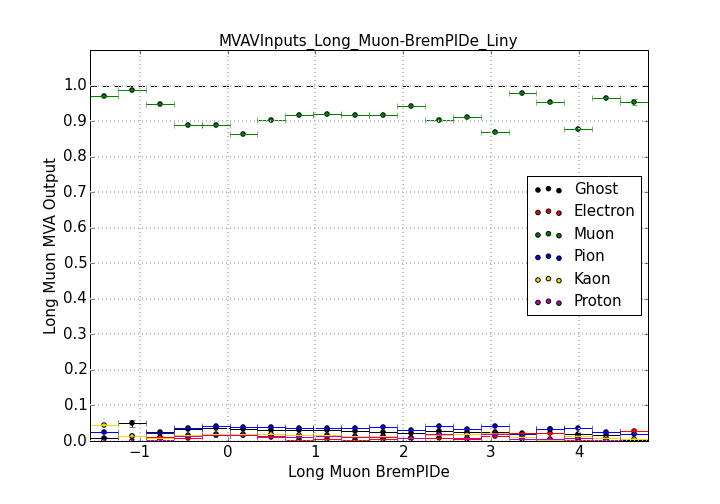 MVAVInputs_Long_Muon-BremPIDe_Liny
1.0
0.9
0.8
0.7
0.6
0.5
0.4
0.3
0.2
0.1
0.0
Long Muon MVA Output
Ghost
Electron
Muon
Pion
Kaon
Proton
−1 0 1 2 3 4
Long Muon BremPIDe